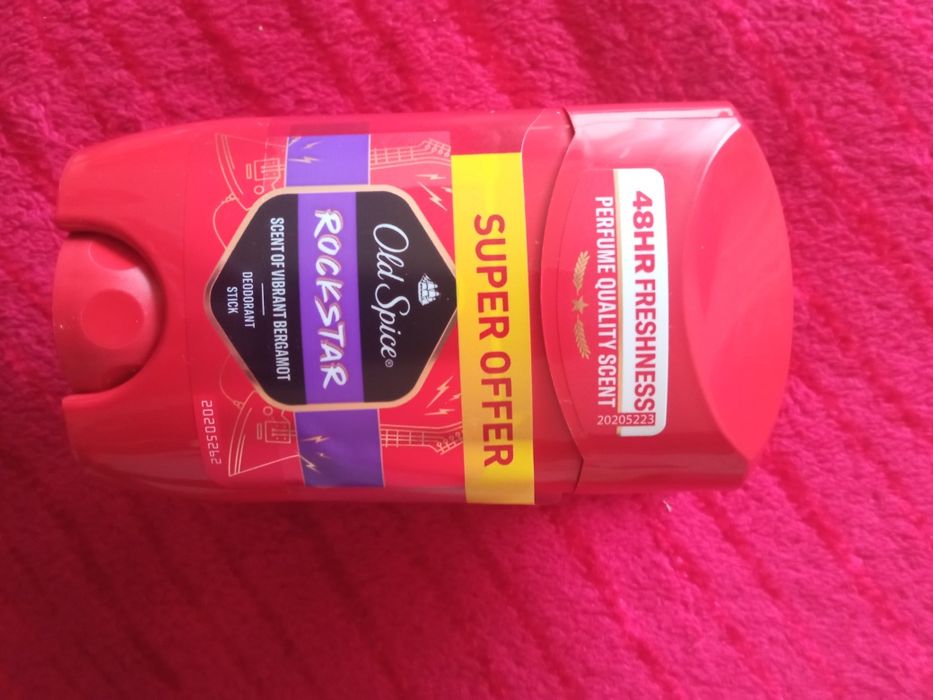 48HR FRESHNESS
PERFUME QUALITY SCENT
20205223
SUPER OFFER
Old Spice®
ROCKSTAR
SCENT OF VIBRANT BERGAMOT
DEODORANT
STICK
20205262